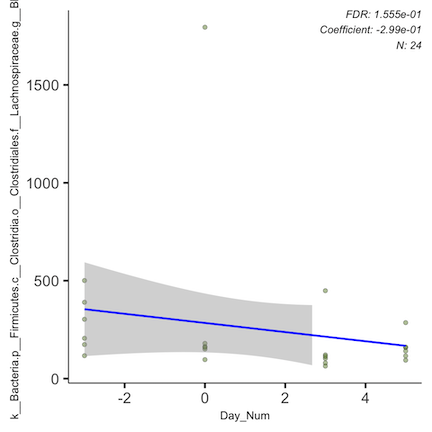 FDR: 1.555e-01
Coefficient: -2.99e-01
N: 24
k__Bacteria.p__Firmicutes.c__Clostridia.o__Clostridiales.f__Lachnospiraceae.g__Bl
1500
1000
500
0
-2 0 2 4
Day_Num